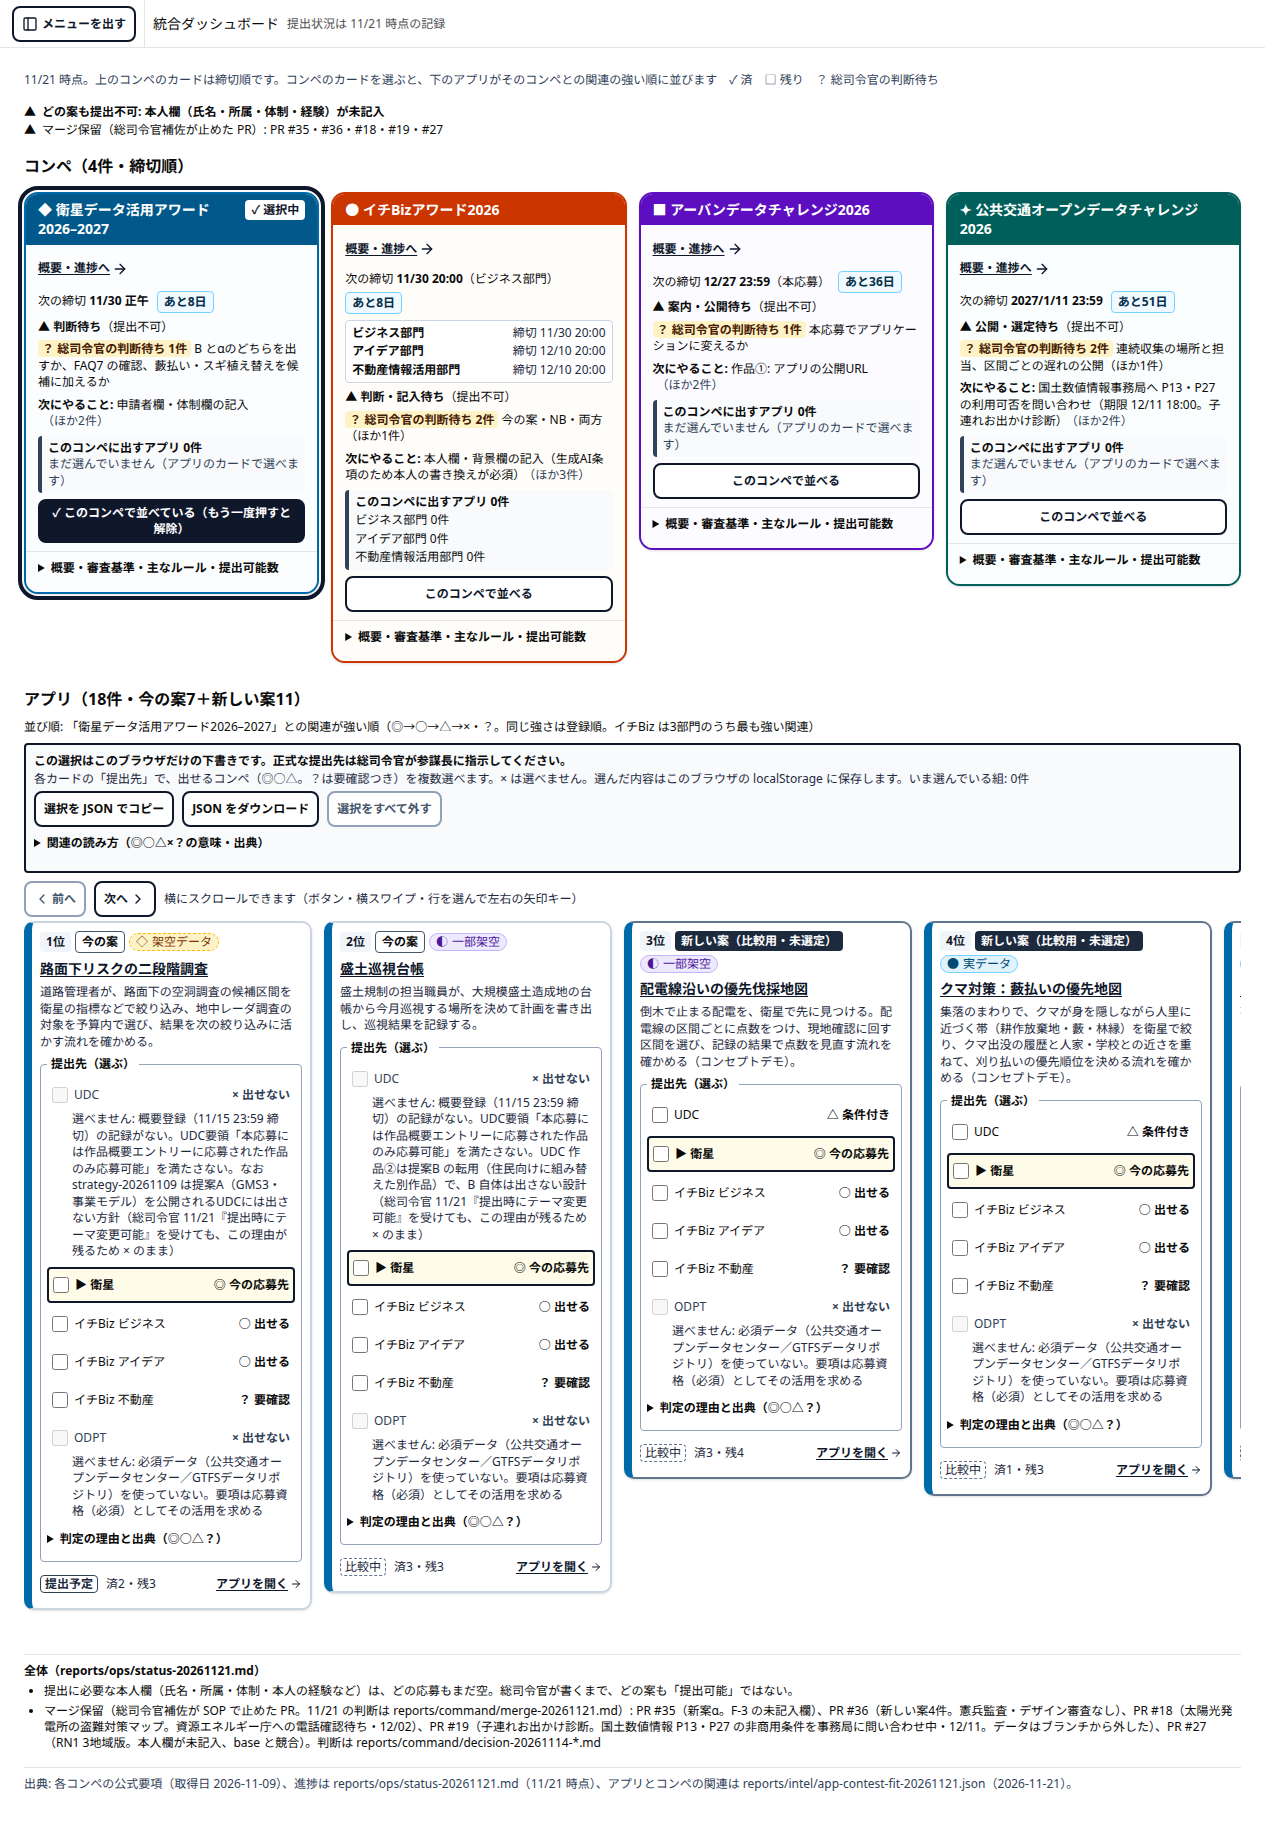 メニューを出す
統合ダッシュボード 提出状況は 11/21 時点の記録
11/21 時点。上のコンペのカードは締切順です。コンペのカードを選ぶと、下のアプリがそのコンペとの関連の強い順に並びます ✓ 済 □ 残り ？ 総司令官の判断待ち
▲ どの案も提出不可: 本人欄（氏名・所属・体制・経験）が未記入
▲ マージ保留（総司令官補佐が止めた PR）: PR #35・#36・#18・#19・#27
コンペ（4件・締切順）
◆ 衛星データ活用アワード
2026–2027
✓ 選択中
概要・進捗へ →
次の締切 11/30 正午 あと8日
▲ 判断待ち（提出不可）
？ 総司令官の判断待ち 1件 B とαのどちらを出
すか、FAQ7 の確認、藪払い・スギ植え替えを候
補に加えるか
次にやること: 申請者欄・体制欄の記入
（ほか2件）
このコンペに出すアプリ 0件
まだ選んでいません（アプリのカードで選べま
す）
✓ このコンペで並べている（もう一度押すと
解除）
▶ 概要・審査基準・主なルール・提出可能数
● イチBizアワード2026
概要・進捗へ →
次の締切 11/30 20:00（ビジネス部門）
あと8日
ビジネス部門 締切 11/30 20:00
アイデア部門 締切 12/10 20:00
不動産情報活用部門 締切 12/10 20:00
▲ 判断・記入待ち（提出不可）
？ 総司令官の判断待ち 2件 今の案・NB・両方
（ほか1件）
次にやること: 本人欄・背景欄の記入（生成AI条
項のため本人の書き換えが必須）（ほか3件）
このコンペに出すアプリ 0件
ビジネス部門 0件
アイデア部門 0件
不動産情報活用部門 0件
このコンペで並べる
▶ 概要・審査基準・主なルール・提出可能数
■ アーバンデータチャレンジ2026
概要・進捗へ →
次の締切 12/27 23:59（本応募） あと36日
▲ 案内・公開待ち（提出不可）
？ 総司令官の判断待ち 1件 本応募でアプリケー
ションに変えるか
次にやること: 作品①: アプリの公開URL
（ほか2件）
このコンペに出すアプリ 0件
まだ選んでいません（アプリのカードで選べま
す）
このコンペで並べる
▶ 概要・審査基準・主なルール・提出可能数
✦ 公共交通オープンデータチャレンジ
2026
概要・進捗へ →
次の締切 2027/1/11 23:59 あと51日
▲ 公開・選定待ち（提出不可）
？ 総司令官の判断待ち 2件 連続収集の場所と担
当、区間ごとの遅れの公開（ほか1件）
次にやること: 国土数値情報事務局へ P13・P27
の利用可否を問い合わせ（期限 12/11 18:00。子
連れお出かけ診断）（ほか2件）
このコンペに出すアプリ 0件
まだ選んでいません（アプリのカードで選べま
す）
このコンペで並べる
▶ 概要・審査基準・主なルール・提出可能数
アプリ（18件・今の案7＋新しい案11）
並び順: 「衛星データ活用アワード2026–2027」との関連が強い順（◎→○→△→×・？。同じ強さは登録順。イチBiz は3部門のうち最も強い関連）
この選択はこのブラウザだけの下書きです。正式な提出先は総司令官が参謀長に指示してください。
各カードの「提出先」で、出せるコンペ（◎○△。？は要確認つき）を複数選べます。× は選べません。選んだ内容はこのブラウザの localStorage に保存します。いま選んでいる組: 0件
選択を JSON でコピー JSON をダウンロード 選択をすべて外す
▶ 関連の読み方（◎○△×？の意味・出典）
前へ 次へ 横にスクロールできます（ボタン・横スワイプ・行を選んで左右の矢印キー）
1位 今の案 ◇ 架空データ
路面下リスクの二段階調査
道路管理者が、路面下の空洞調査の候補区間を
衛星の指標などで絞り込み、地中レーダ調査の
対象を予算内で選び、結果を次の絞り込みに活
かす流れを確かめる。
提出先（選ぶ）
UDC × 出せない
選べません: 概要登録（11/15 23:59 締
切）の記録がない。UDC要領「本応募に
は作品概要エントリーに応募された作品
のみ応募可能」を満たさない。なお
strategy-20261109 は提案A（GMS3・
事業モデル）を公開されるUDCには出さ
ない方針（総司令官 11/21『提出時にテ
ーマ変更可能』を受けても、この理由が
残るため × のまま）
▶ 衛星 ◎ 今の応募先
イチBiz ビジネス ○ 出せる
イチBiz アイデア ○ 出せる
イチBiz 不動産 ？ 要確認
ODPT × 出せない
選べません: 必須データ（公共交通オー
プンデータセンター／GTFSデータリポ
ジトリ）を使っていない。要項は応募資
格（必須）としてその活用を求める
▶ 判定の理由と出典（◎○△？）
提出予定 済2・残3 アプリを開く →
2位 今の案 ◐ 一部架空
盛土巡視台帳
盛土規制の担当職員が、大規模盛土造成地の台
帳から今月巡視する場所を決めて計画を書き出
し、巡視結果を記録する。
提出先（選ぶ）
UDC × 出せない
選べません: 概要登録（11/15 23:59 締
切）の記録がない。UDC要領「本応募に
は作品概要エントリーに応募された作品
のみ応募可能」を満たさない。UDC 作
品②は提案B の転用（住民向けに組み替
えた別作品）で、B 自体は出さない設計
（総司令官 11/21『提出時にテーマ変更
可能』を受けても、この理由が残るため
× のまま）
▶ 衛星 ◎ 今の応募先
イチBiz ビジネス ○ 出せる
イチBiz アイデア ○ 出せる
イチBiz 不動産 ？ 要確認
ODPT × 出せない
選べません: 必須データ（公共交通オー
プンデータセンター／GTFSデータリポ
ジトリ）を使っていない。要項は応募資
格（必須）としてその活用を求める
▶ 判定の理由と出典（◎○△？）
比較中 済3・残3 アプリを開く →
3位 新しい案（比較用・未選定）
◐ 一部架空
配電線沿いの優先伐採地図
倒木で止まる配電を、衛星で先に見つける。配
電線の区間ごとに点数をつけ、現地確認に回す
区間を選び、記録の結果で点数を見直す流れを
確かめる（コンセプトデモ）。
提出先（選ぶ）
UDC △ 条件付き
▶ 衛星 ◎ 今の応募先
イチBiz ビジネス ○ 出せる
イチBiz アイデア ○ 出せる
イチBiz 不動産 ？ 要確認
ODPT × 出せない
選べません: 必須データ（公共交通オー
プンデータセンター／GTFSデータリポ
ジトリ）を使っていない。要項は応募資
格（必須）としてその活用を求める
▶ 判定の理由と出典（◎○△？）
比較中 済3・残4 アプリを開く →
4位 新しい案（比較用・未選定）
● 実データ
クマ対策：藪払いの優先地図
集落のまわりで、クマが身を隠しながら人里に
近づく帯（耕作放棄地・藪・林縁）を衛星で絞
り、クマ出没の履歴と人家・学校との近さを重
ねて、刈り払いの優先順位を決める流れを確か
める（コンセプトデモ）。
提出先（選ぶ）
UDC △ 条件付き
▶ 衛星 ◎ 今の応募先
イチBiz ビジネス ○ 出せる
イチBiz アイデア ○ 出せる
イチBiz 不動産 ？ 要確認
ODPT × 出せない
選べません: 必須データ（公共交通オー
プンデータセンター／GTFSデータリポ
ジトリ）を使っていない。要項は応募資
格（必須）としてその活用を求める
▶ 判定の理由と出典（◎○△？）
比較中 済1・残3 アプリを開く →
全体（reports/ops/status-20261121.md）
• 提出に必要な本人欄（氏名・所属・体制・本人の経験など）は、どの応募もまだ空。総司令官が書くまで、どの案も「提出可能」ではない。
• マージ保留（総司令官補佐が SOP で止めた PR。11/21 の判断は reports/command/merge-20261121.md）: PR #35（新案α。F-3 の未記入欄）、PR #36（新しい案4件。憲兵監査・デザイン審査なし）、PR #18（太陽光発
電所の盗難対策マップ。資源エネルギー庁への電話確認待ち・12/02）、PR #19（子連れお出かけ診断。国土数値情報 P13・P27 の非商用条件を事務局に問い合わせ中・12/11。データはブランチから外した）、PR #27
（RN1 3地域版。本人欄が未記入、base と競合）。判断は reports/command/decision-20261114-*.md
出典: 各コンペの公式要項（取得日 2026-11-09）、進捗は reports/ops/status-20261121.md（11/21 時点）、アプリとコンペの関連は reports/intel/app-contest-fit-20261121.json（2026-11-21）。